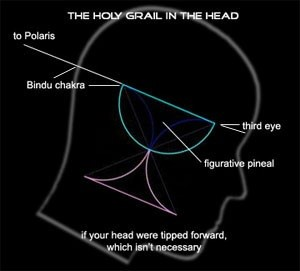 THE HOLY GRAIL IN THE HEAD
to Polaris
Bindu chakra
third eye
figurative pineal
if your head were tipped forward,
which isn't necessary